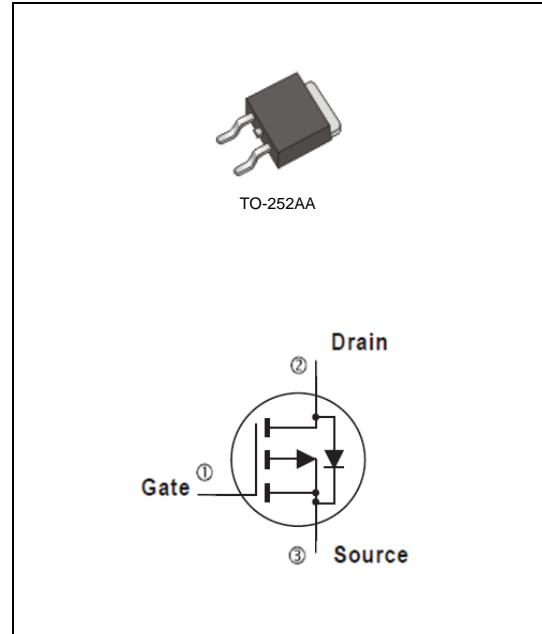 TO-252AA
Drain
②
①
Gate
③
Source